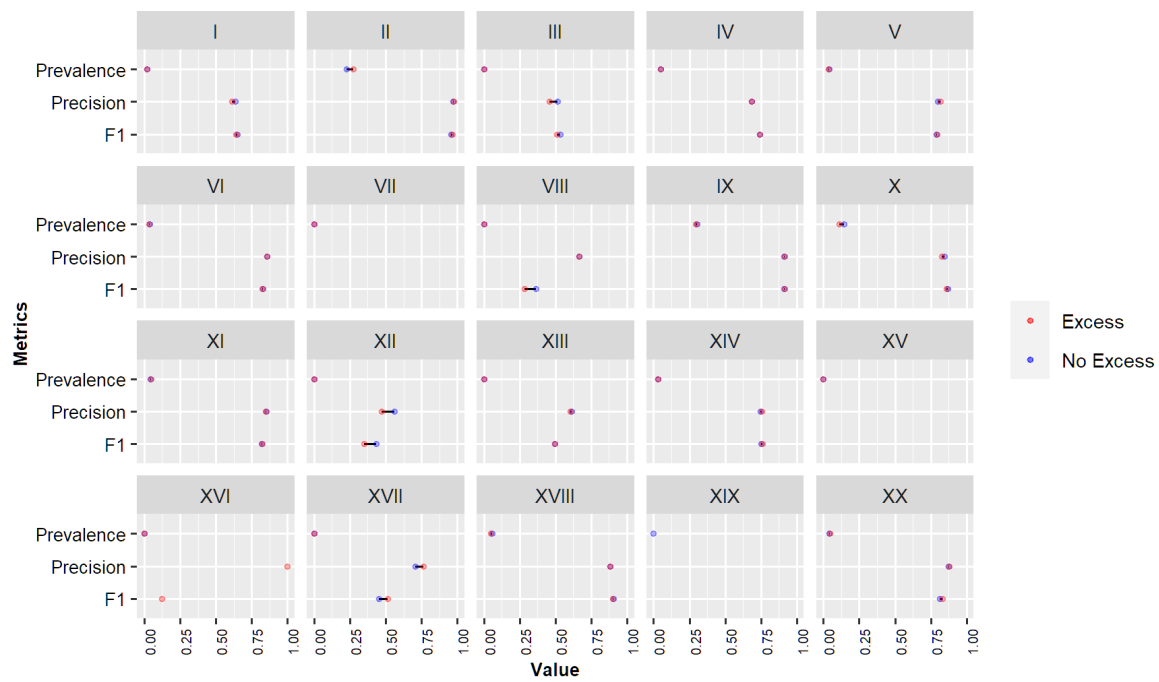 I II III IV V
Prevalence
Precision
F1
VI VII VIII IX X
Prevalence
Precision
F1
XI XII XIII XIV XV
Prevalence
Precision
F1
XVI XVII XVIII XIX XX
Prevalence
Precision
F1
0.00 0.25 0.50 0.75 1.00 0.00 0.25 0.50 0.75 1.00 0.00 0.25 0.50 0.75 1.00 0.00 0.25 0.50 0.75 1.00 0.00 0.25 0.50 0.75 1.00
Value
Metrics
Excess
No Excess